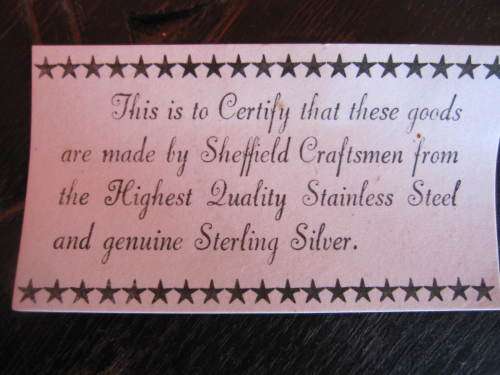 This is to Certify that these goods
are made by Sheffield Craftsmen from
the Highest Quality Stainless Steel
and genuine Sterling Silver.